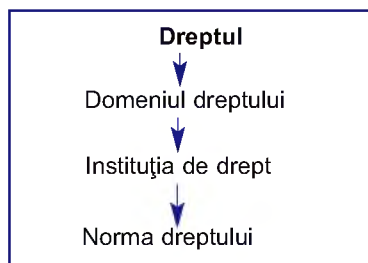 Dreptul
Domeniul dreptului
Instituţia de drept
Norma dreptului